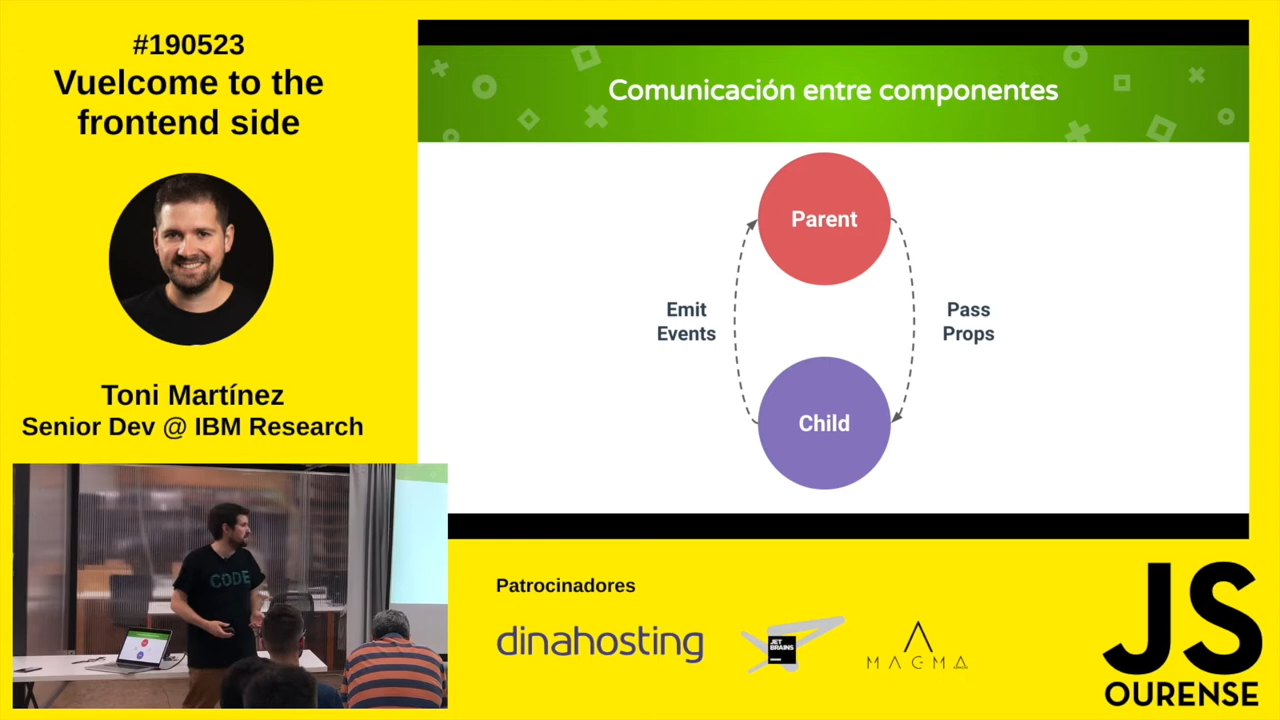 #190523
Vuelcome to the
frontend side
Toni Martínez
Senior Dev @ IBM Research
Comunicación entre componentes
Parent
Emit
Events
Pass
Props
Child
CODE
Patrocinadores
dinahosting
JET
BRAINS
MAGMA
JS
OURENSE